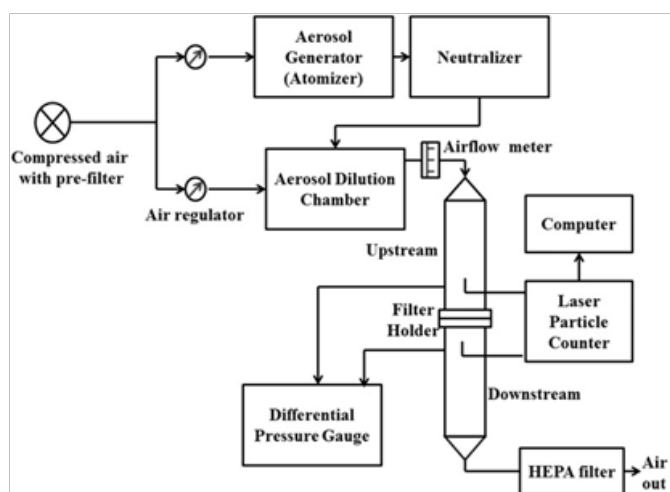 Aerosol
Generator
(Atomizer)
Neutralizer
Compressed air
with pre-filter
Air regulator
Aerosol Dilution
Chamber
Airflow meter
Upstream
Computer
Filter
Holder
Laser
Particle
Counter
Differential
Pressure Gauge
Downstream
HEPA filter
Air
out